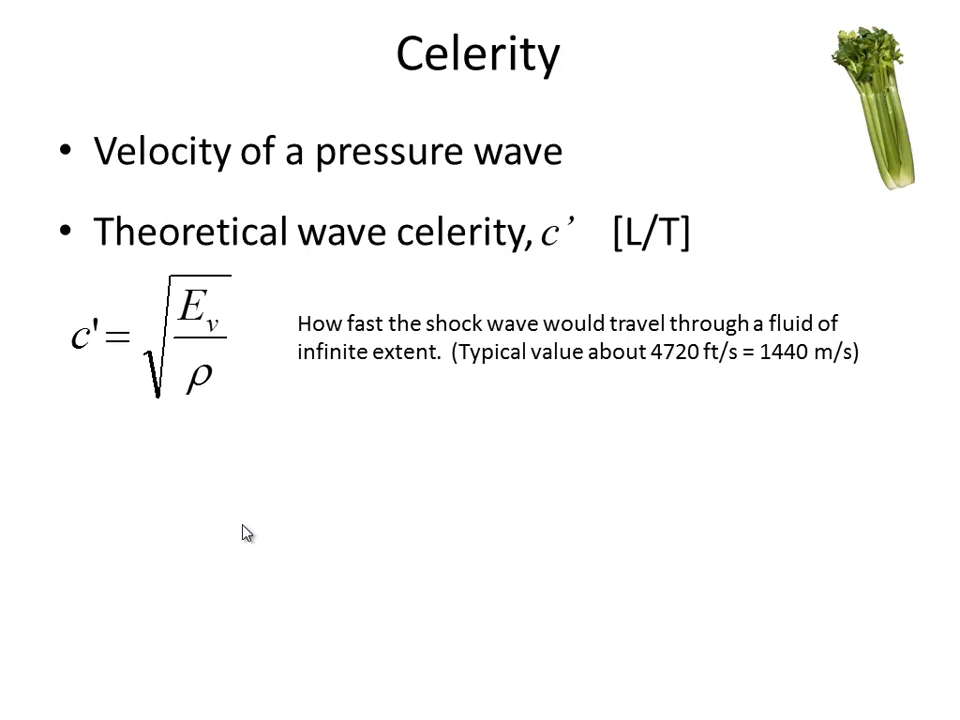 Celerity
• Velocity of a pressure wave
• Theoretical wave celerity, c’ [L/T]
c' = √(E_v / ρ)
How fast the shock wave would travel through a fluid of
infinite extent. (Typical value about 4720 ft/s = 1440 m/s)